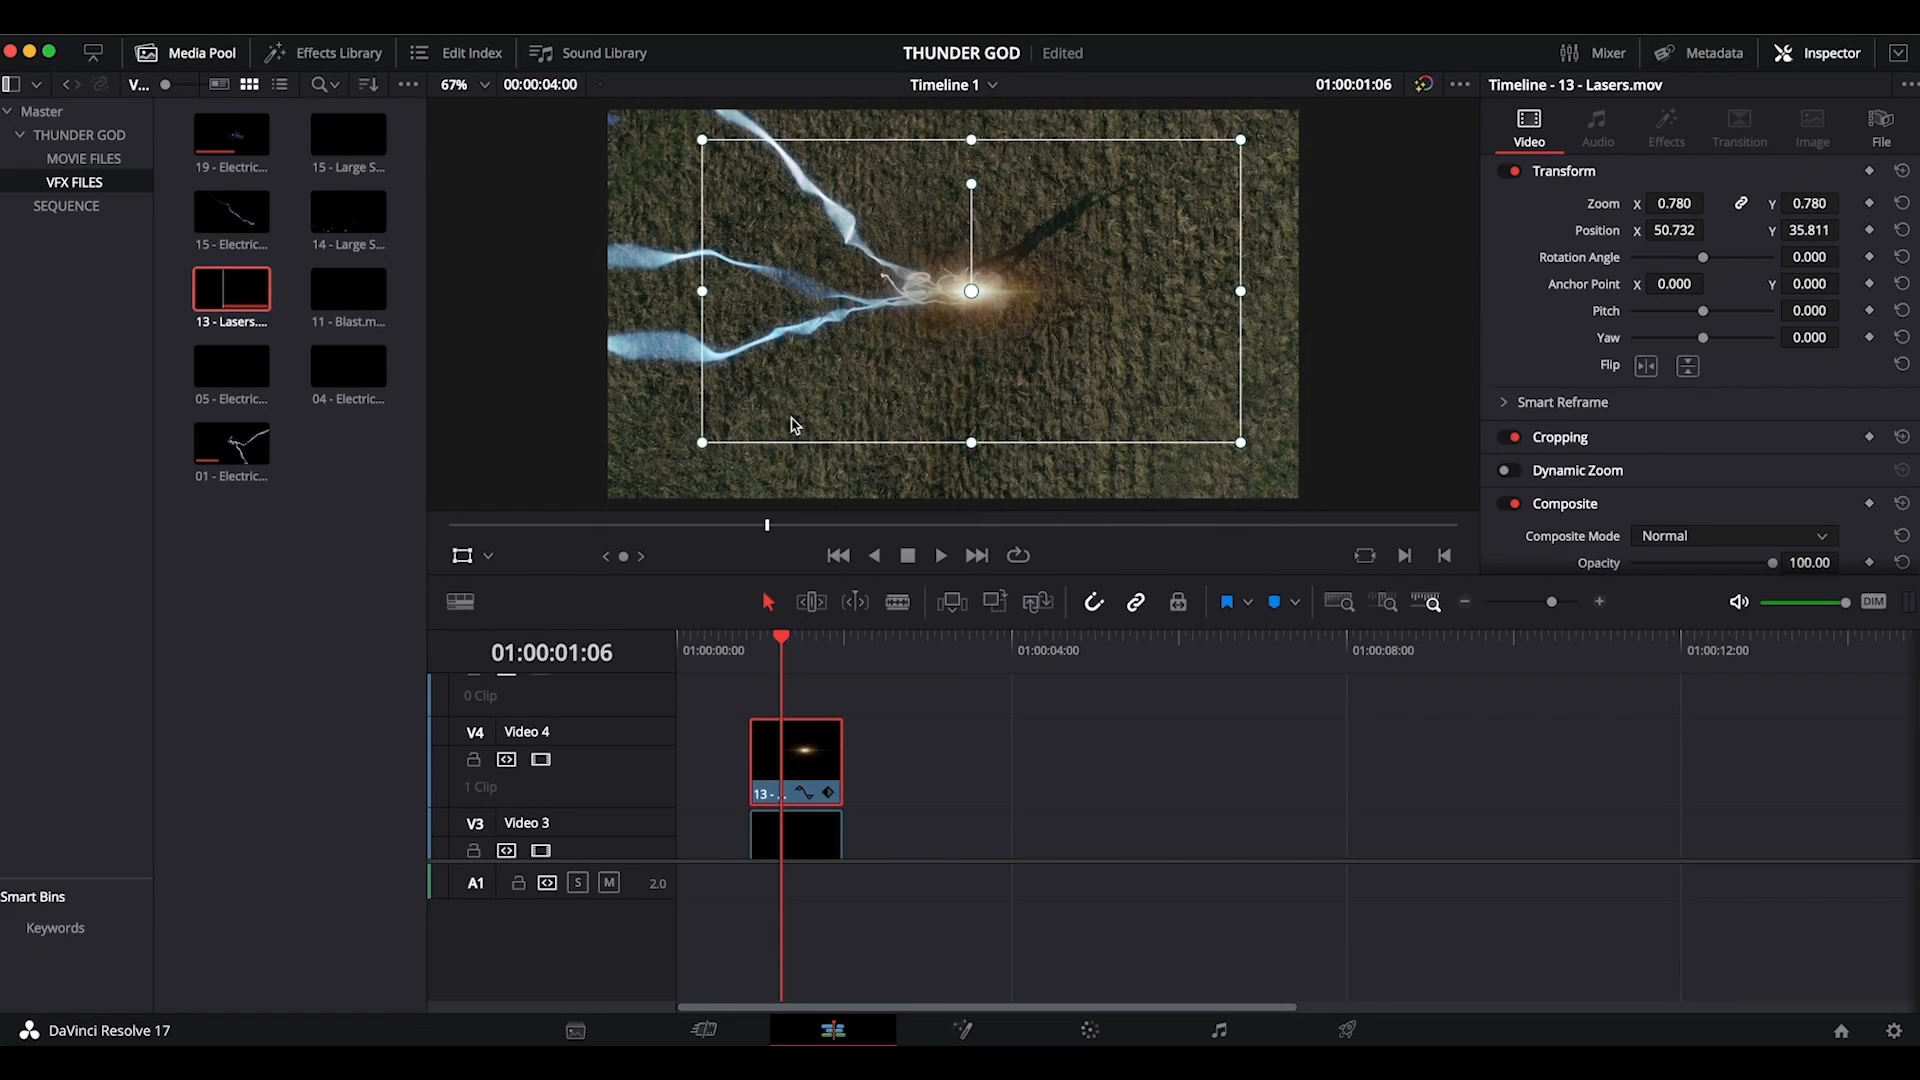 Media Pool
Effects Library
Edit Index
Sound Library
THUNDER GOD
Edited
Mixer
Metadata
Inspector
V...
67%
00:00:04:00
Timeline 1
01:00:01:06
Timeline - 13 - Lasers.mov
Master
THUNDER GOD
MOVIE FILES
VFX FILES
SEQUENCE
19 - Electric...
15 - Large S...
15 - Electric...
14 - Large S...
13 - Lasers....
11 - Blast.m...
05 - Electric...
04 - Electric...
01 - Electric...
Video
Audio
Effects
Transition
Image
File
Transform
Zoom X 0.780 Y 0.780
Position X 50.732 Y 35.811
Rotation Angle 0.000
Anchor Point X 0.000 Y 0.000
Pitch 0.000
Yaw 0.000
Flip
Smart Reframe
Cropping
Dynamic Zoom
Composite
Composite Mode Normal
Opacity 100.00
DIM
01:00:01:06
01:00:00:00
01:00:04:00
01:00:08:00
01:00:12:00
0 Clip
V4 Video 4
1 Clip
13 - ..
V3 Video 3
A1 S M 2.0
Smart Bins
Keywords
DaVinci Resolve 17